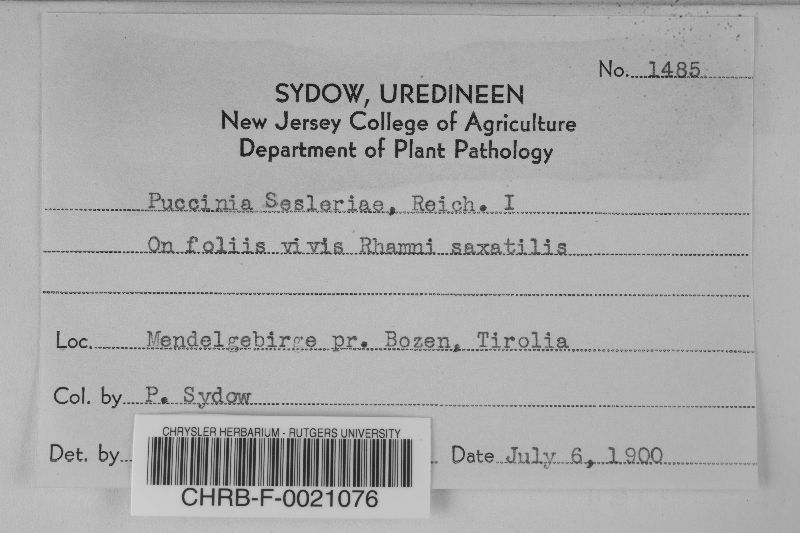 No. 1485
SYDOW, UREDINEEN
New Jersey College of Agriculture
Department of Plant Pathology
Puccinia Sesleriae, Reich. I
On foliis vivis Rhamni saxatilis
Loc. Mendelgebirge pr. Bozen, Tirolia
Col. by P. Sydow
Det. by
Date July 6, 1900
CHRYSLER HERBARIUM - RUTGERS UNIVERSITY
CHRB-F-0021076